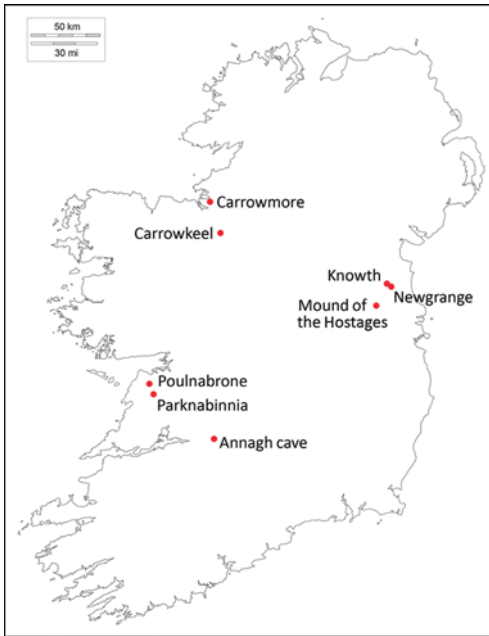 50 km
30 mi
Carrowmore
Carrowkeel
Knowth
Newgrange
Mound of
the Hostages
Poulnabrone
Parknabinnia
Annagh cave